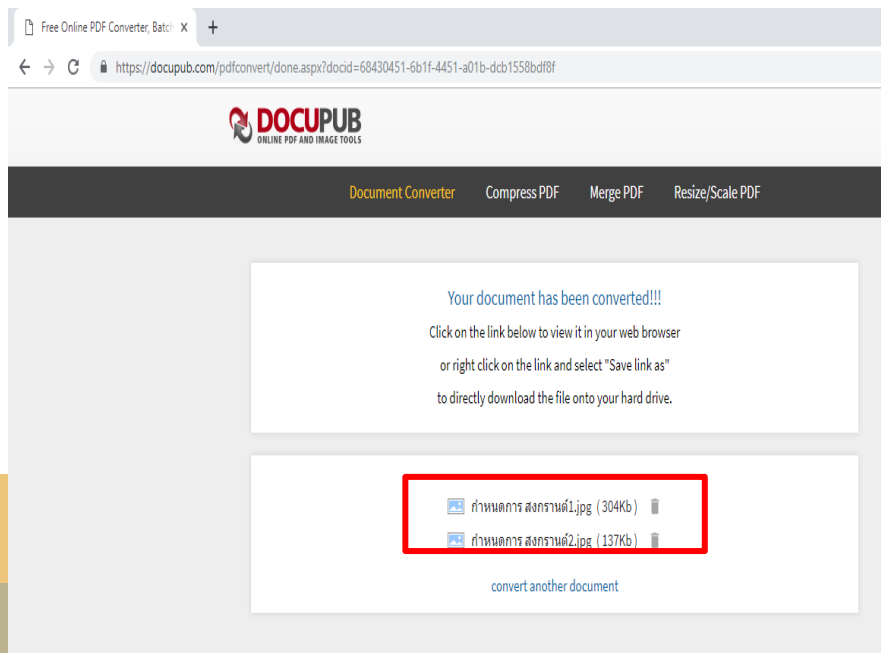 Free Online PDF Converter, Batch
https://docupub.com/pdfconvert/done.aspx?docid=68430451-6b1f-4451-a01b-dcb1558bdf8f
DOCUPUB
ONLINE PDF AND IMAGE TOOLS
Document Converter Compress PDF Merge PDF Resize/Scale PDF
Your document has been converted!!!
Click on the link below to view it in your web browser
or right click on the link and select "Save link as"
to directly download the file onto your hard drive.
กำหนดการ สงกรานต์1.jpg (304Kb)
กำหนดการ สงกรานต์2.jpg (137Kb)
convert another document